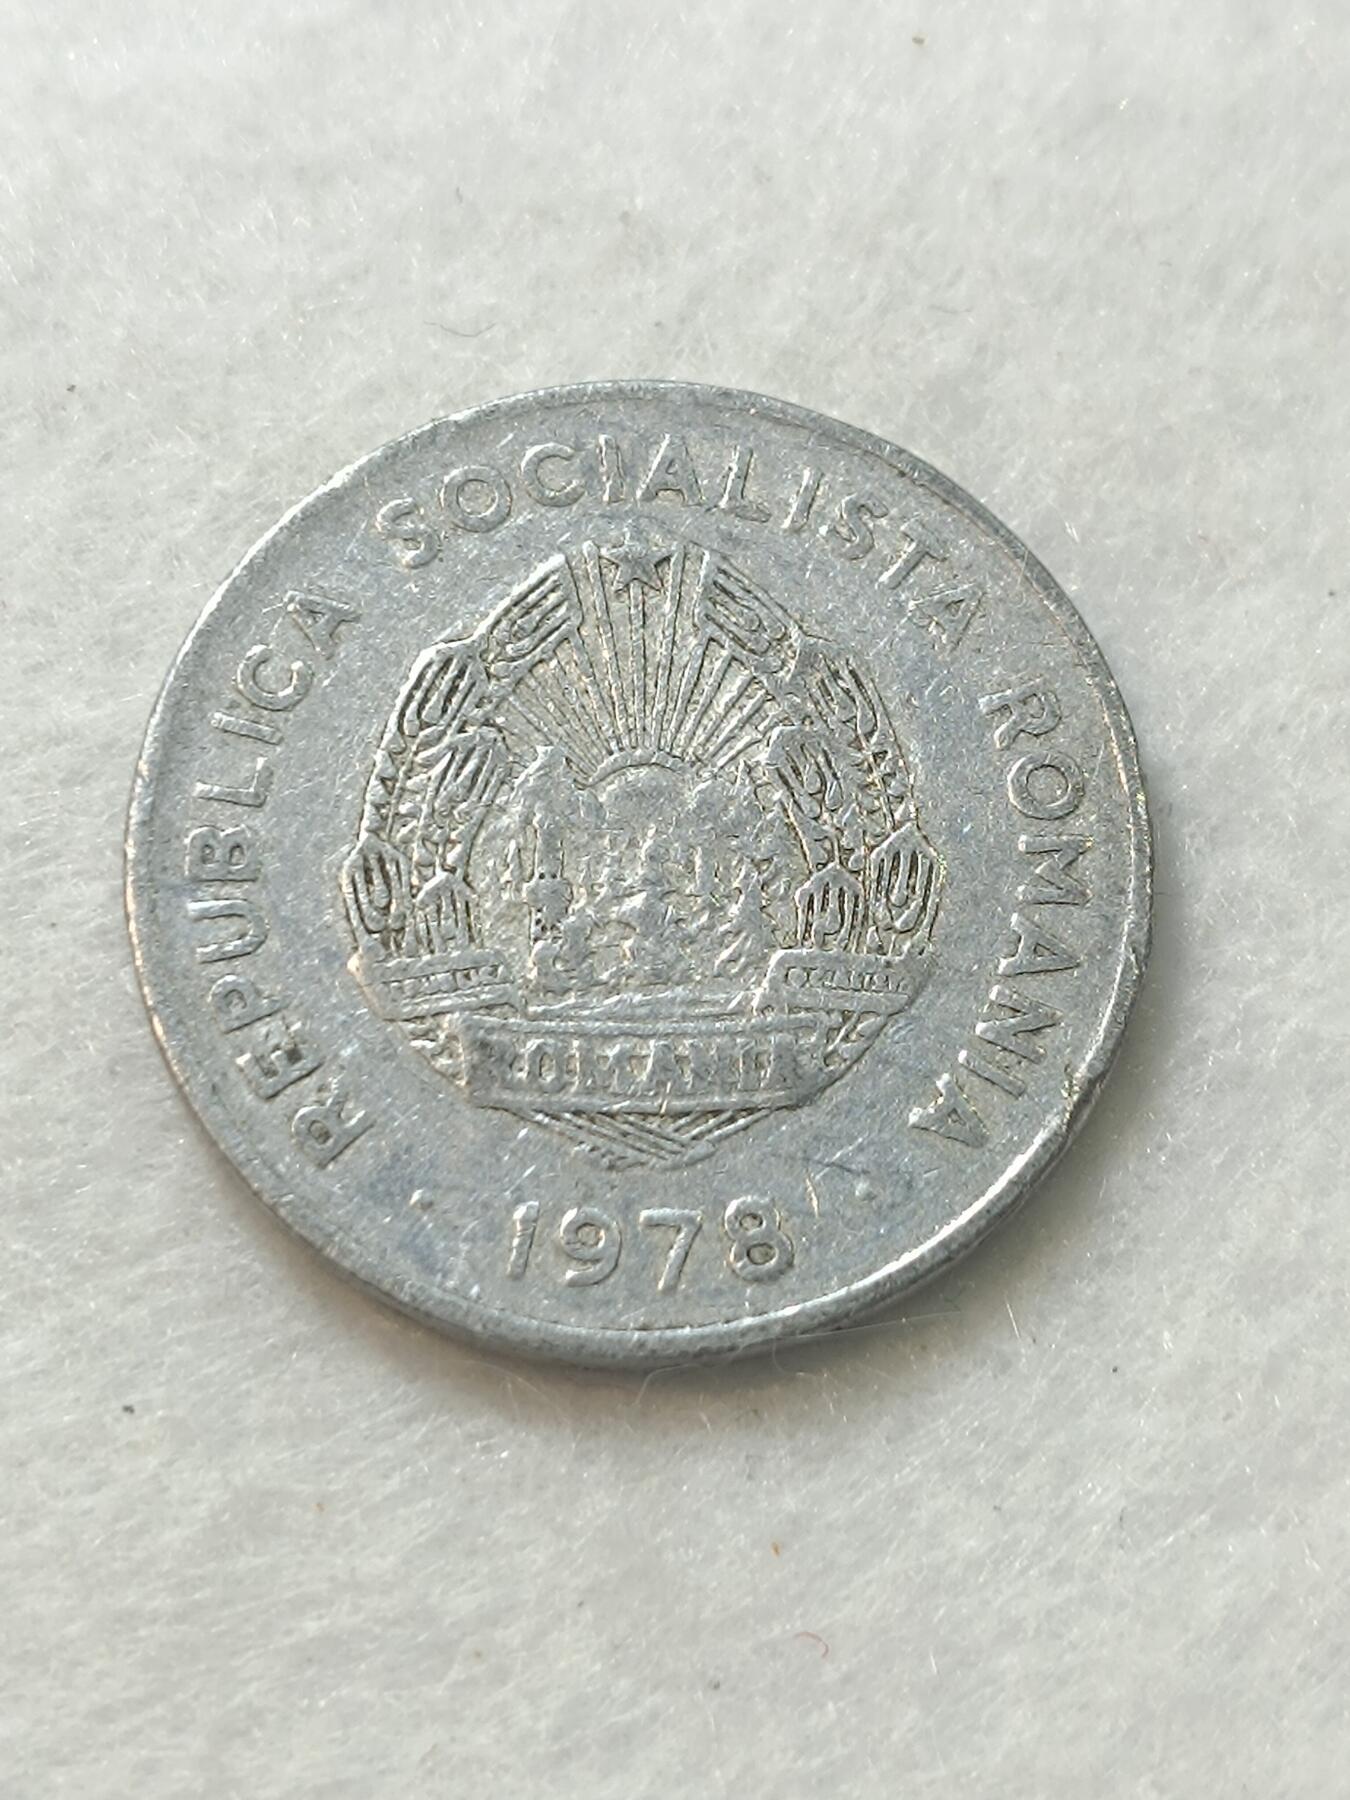 REPUBLICA SOCIALISTA ROMANIA
ROMANIA
1978